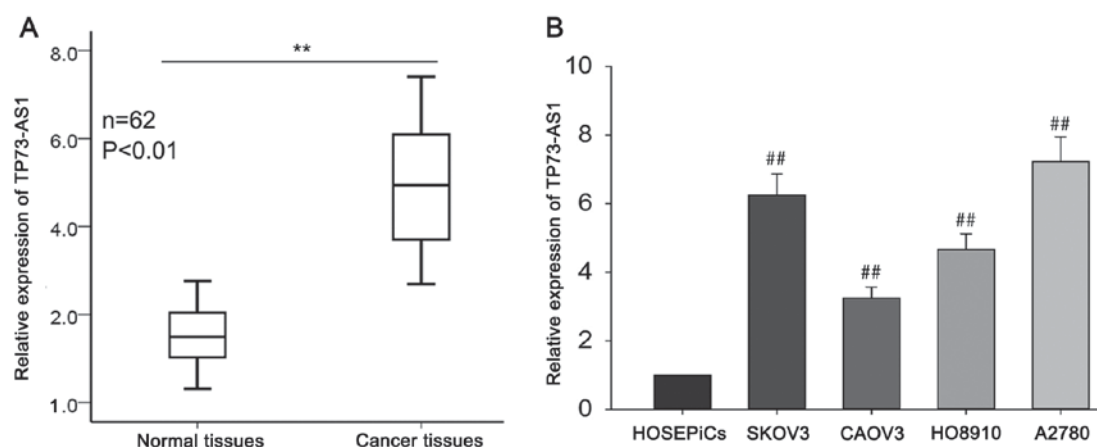 A
Relative expression of TP73-AS1
8.0
6.0
4.0
2.0
1.0
**
n=62
P<0.01
Normal tissues
Cancer tissues
B
Relative expression of TP73-AS1
10
8
6
4
2
0
##
##
##
##
HOSEPiCs
SKOV3
CAOV3
HO8910
A2780